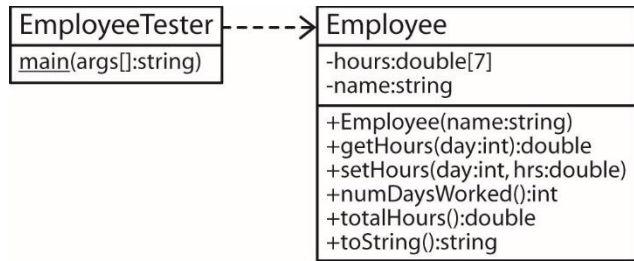 EmployeeTester
main(args[]:string)
Employee
-hours:double[7]
-name:string
+Employee(name:string)
+getHours(day:int):double
+setHours(day:int, hrs:double)
+numDaysWorked():int
+totalHours():double
+toString():string